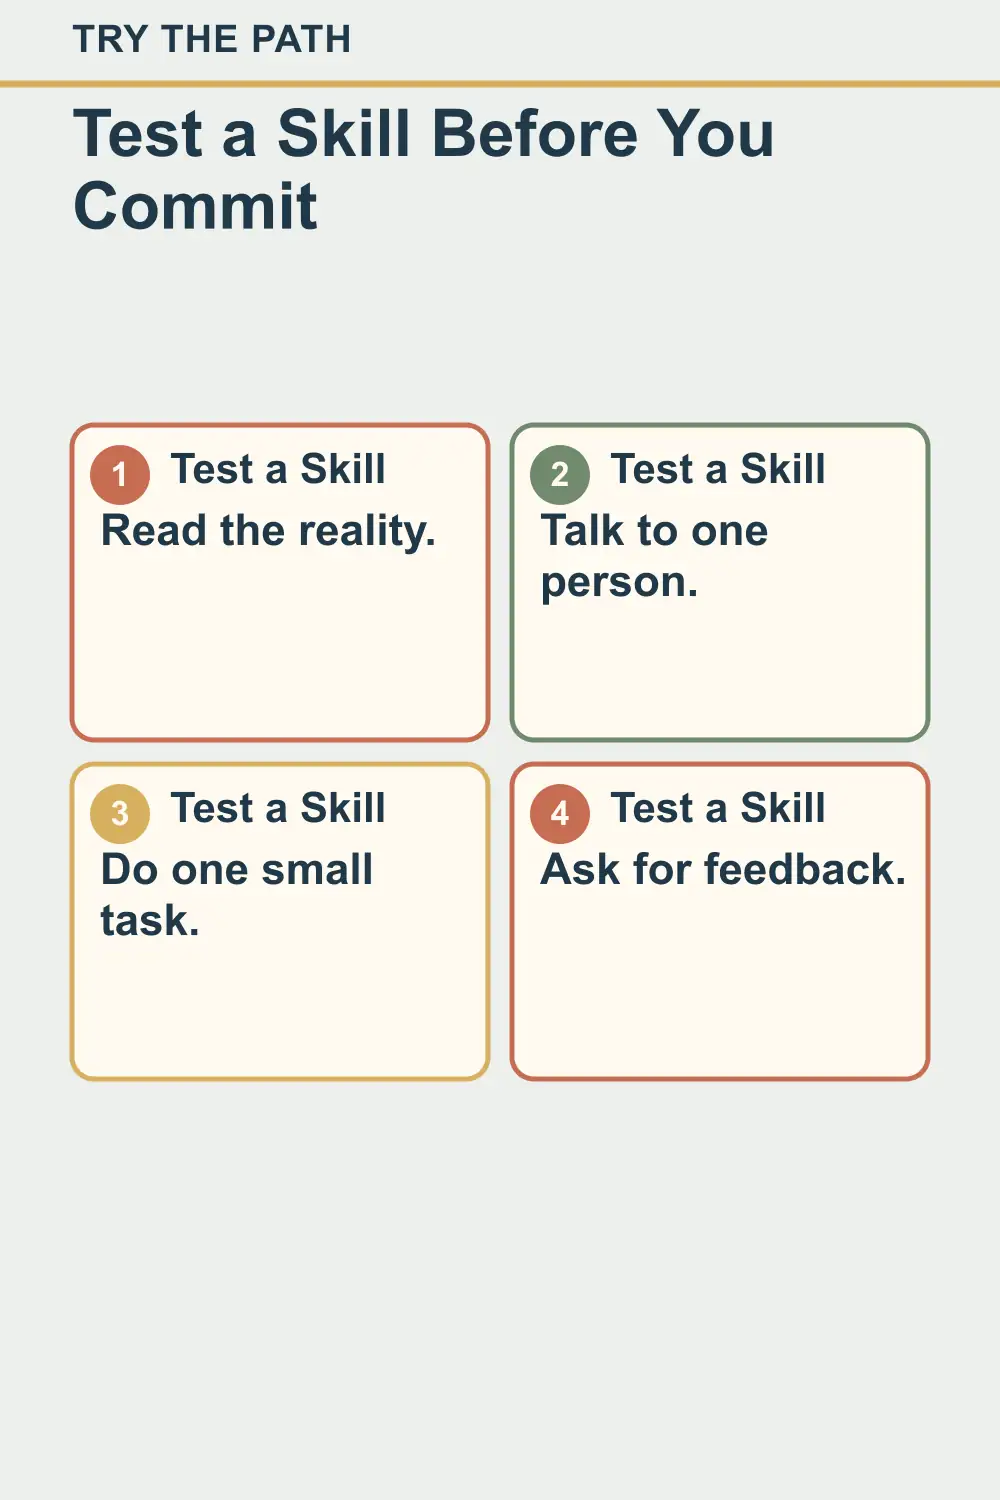 TRY THE PATH
Test a Skill Before You
Commit
1 Test a Skill
Read the reality.
2 Test a Skill
Talk to one
person.
3 Test a Skill
Do one small
task.
4 Test a Skill
Ask for feedback.